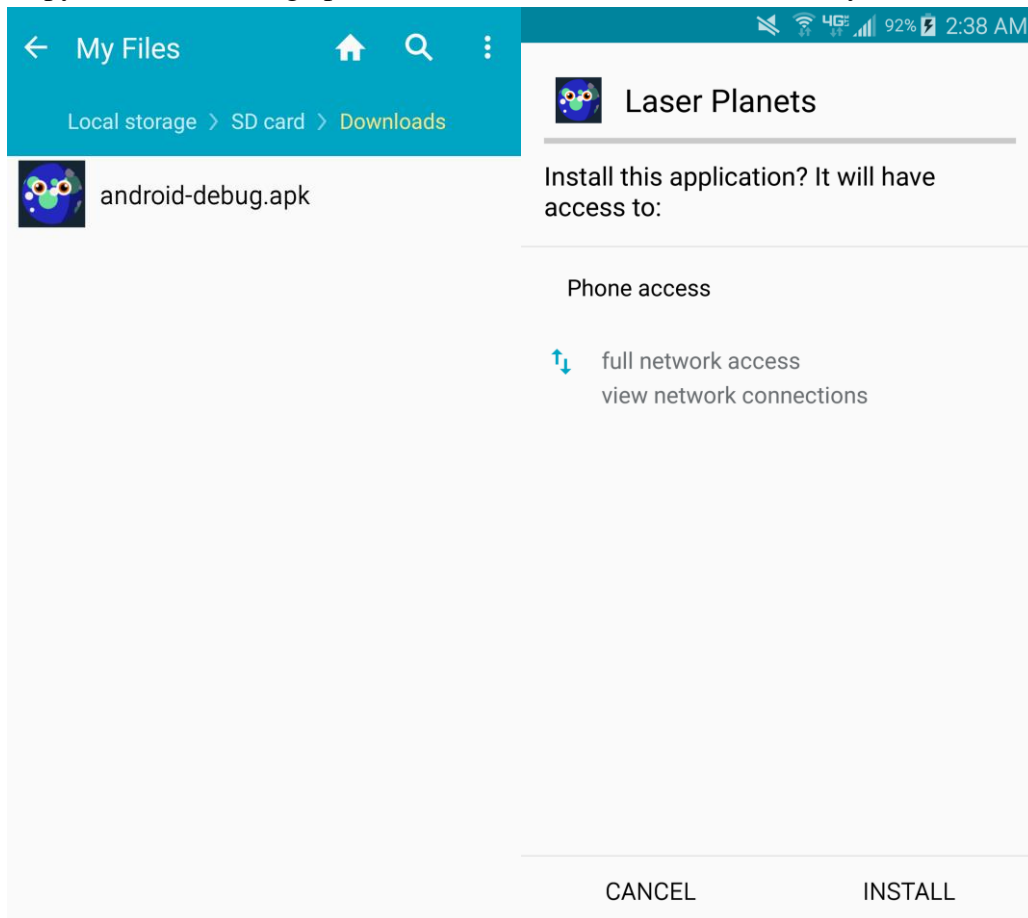 My Files
Local storage > SD card > Downloads
android-debug.apk
4GE 92% 2:38 AM
Laser Planets
Install this application? It will have
access to:
Phone access
full network access
view network connections
CANCEL INSTALL